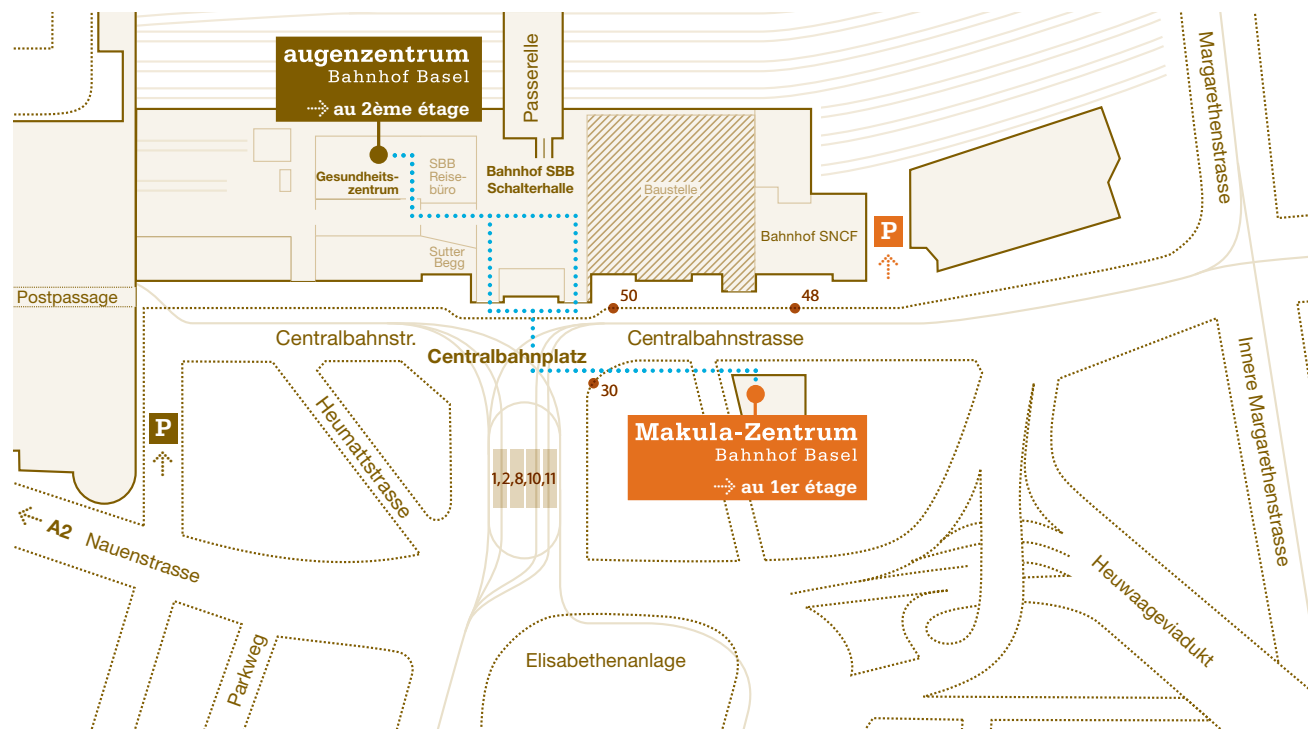 augenzentrum
Bahnhof Basel
au 2ème étage
Passerelle
Margarethenstrasse
Gesundheits-
zentrum
SBB
Reise-
büro
Bahnhof SBB
Schalterhalle
Baustelle
Bahnhof SNCF
P
Sutter
Begg
Postpassage
50
48
Centralbahnstr.
Centralbahnplatz
Centralbahnstrasse
30
Innere Margarethenstrasse
P
Heumattstrasse
Makula-Zentrum
Bahnhof Basel
au 1er étage
1,2,8,10,11
A2 Nauenstrasse
Heuwaageviadukt
Parkweg
Elisabethenanlage